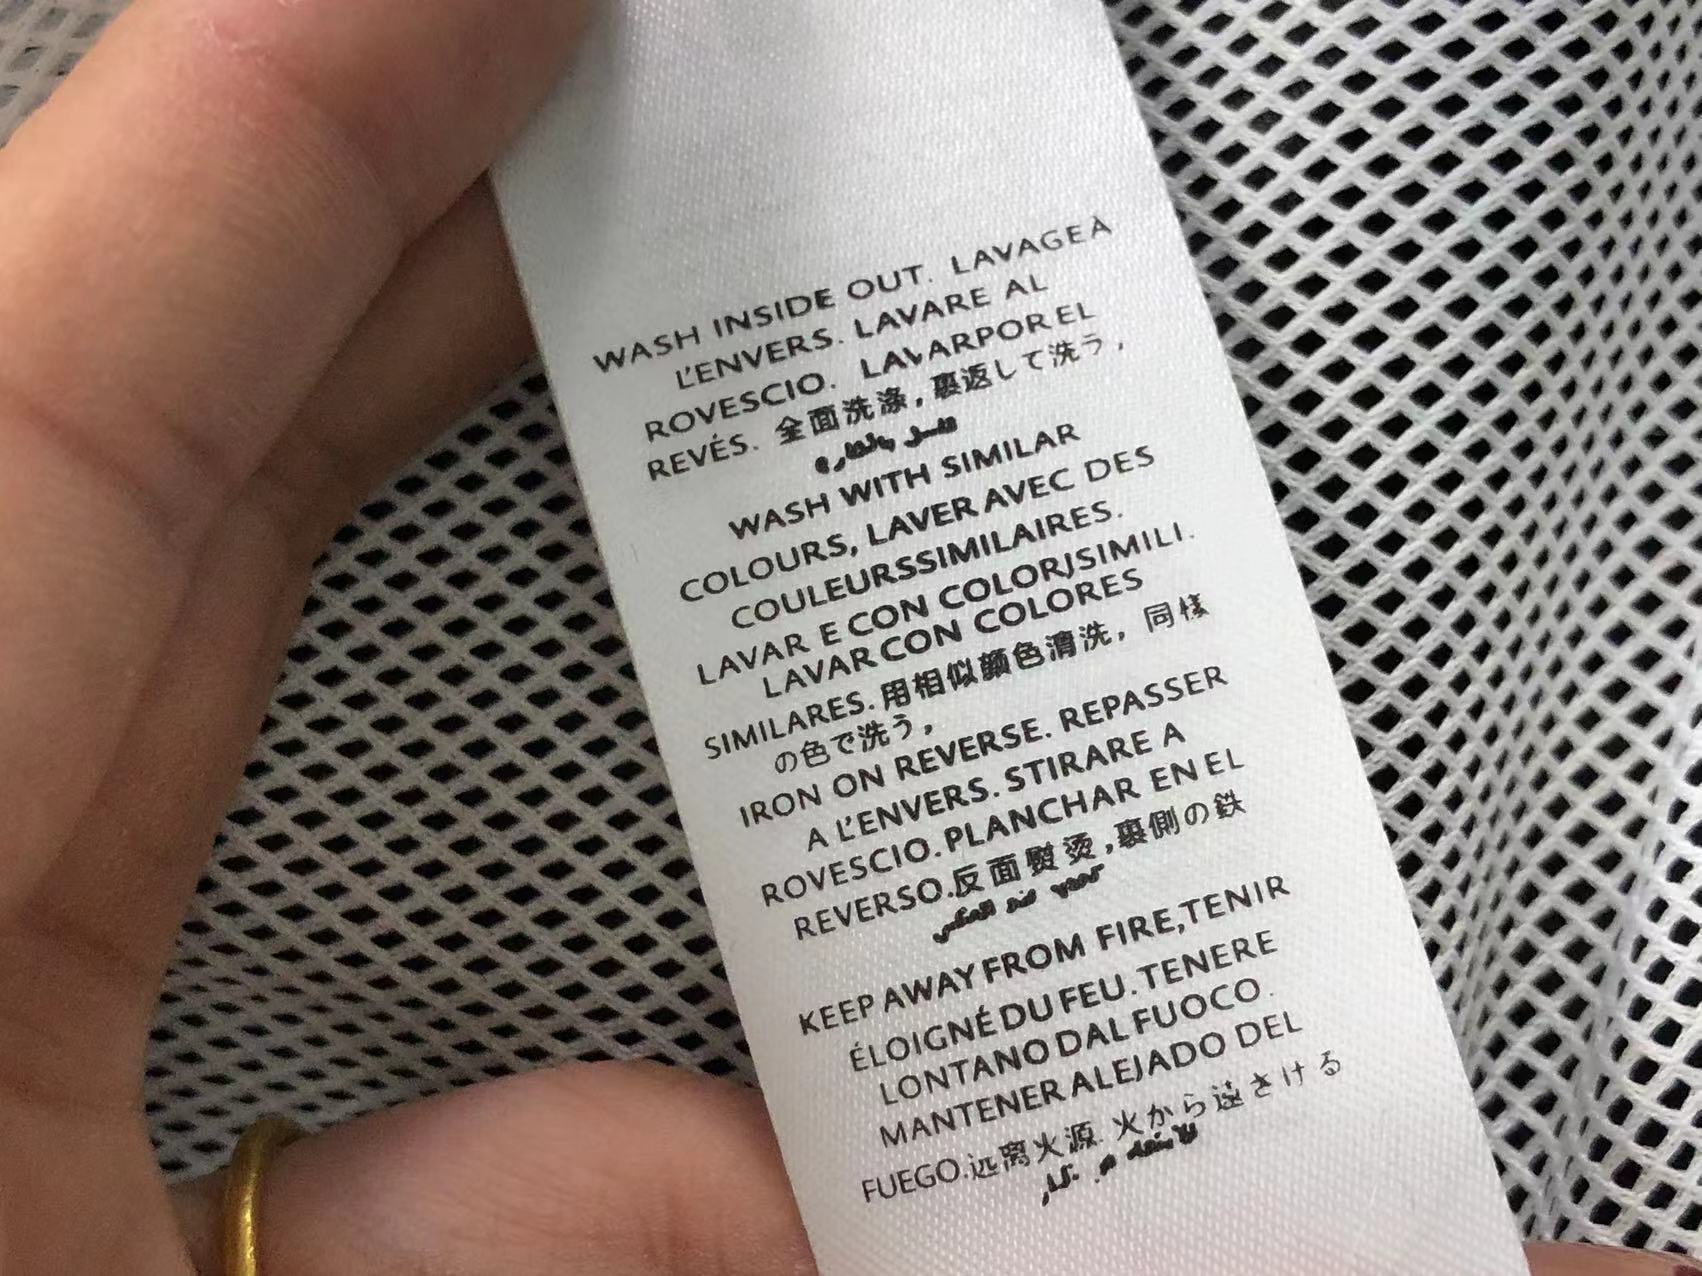 WASH INSIDE OUT. LAVAGEÀ
L'ENVERS. LAVARE AL
ROVESCIO. LAVARPOREL
REVÉS. 全面洗涤,裏返して洗う,
WASH WITH SIMILAR
COLOURS, LAVER AVEC DES
COULEURSSIMILAIRES.
LAVAR E CON COLORISIMILI.
LAVAR CON COLORES
SIMILARES.用相似颜色清洗,同様
の色で洗う,
IRON ON REVERSE. REPASSER
A L'ENVERS. STIRARE A
ROVESCIO.PLANCHAR EN EL
REVERSO.反面熨烫,裏側の鉄
KEEP AWAY FROM FIRE,TENIR
ÉLOIGNÉ DU FEU.TENERE
LONTANO DAL FUOCO.
MANTENER ALEJADO DEL
FUEGO.远离火源.火から遠ざける